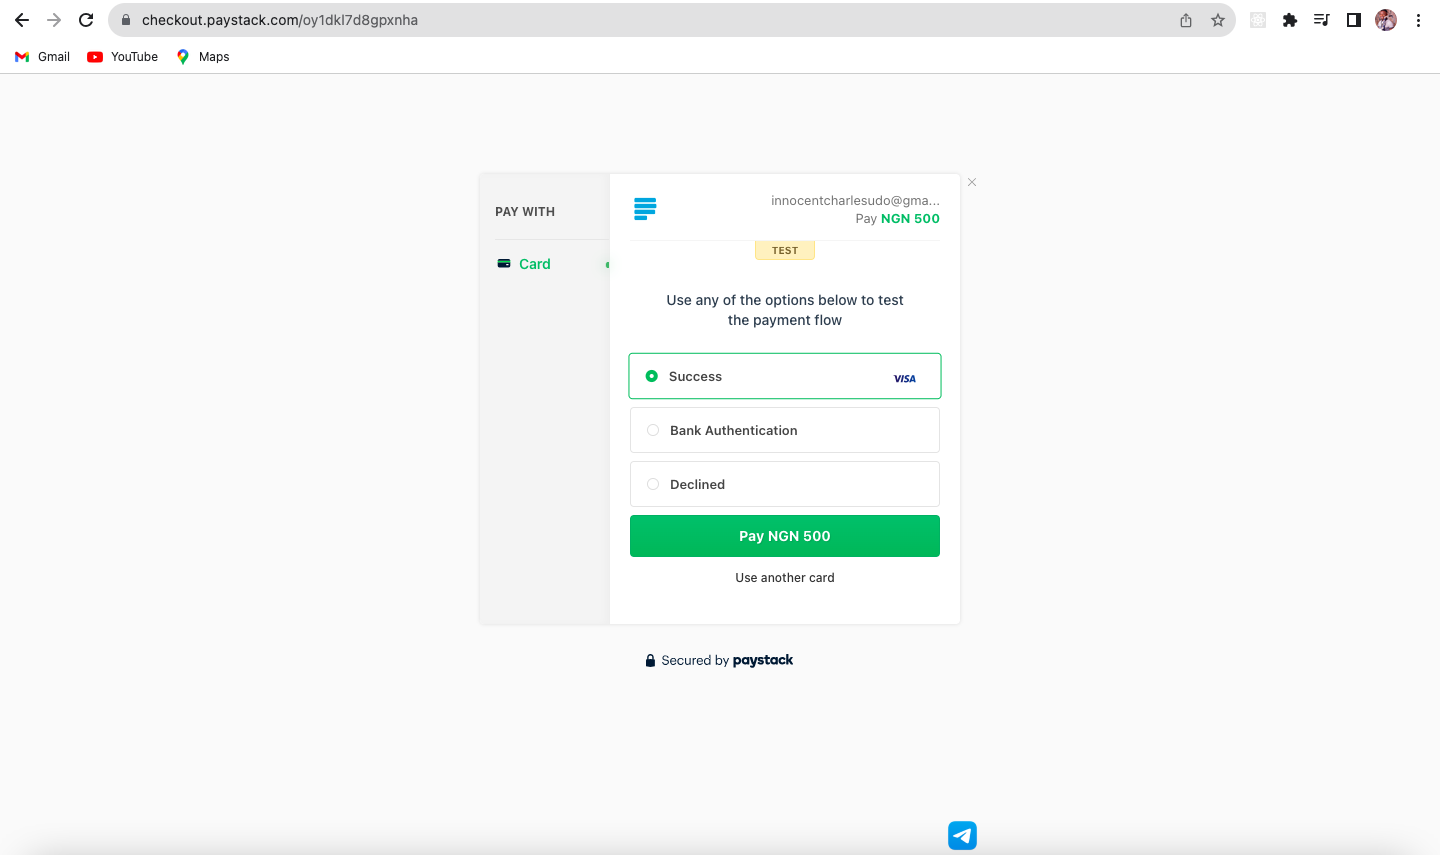 checkout.paystack.com/oy1dkl7d8gpxnha
Gmail
YouTube
Maps
PAY WITH
Card
innocentcharlesudo@gma...
Pay NGN 500
TEST
Use any of the options below to test
the payment flow
Success
VISA
Bank Authentication
Declined
Pay NGN 500
Use another card
Secured by paystack